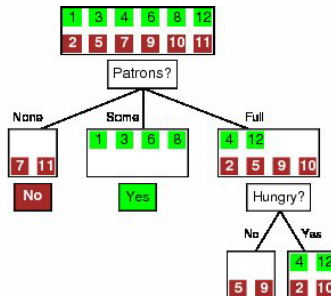 1 3 4 6 8 12
2 5 7 9 10 11
Patrons?
None Some Full
1 3 6 8 4 12
7 11 2 5 9 10
No Yes Hungry?
No Yes
4 12
5 9 2 10